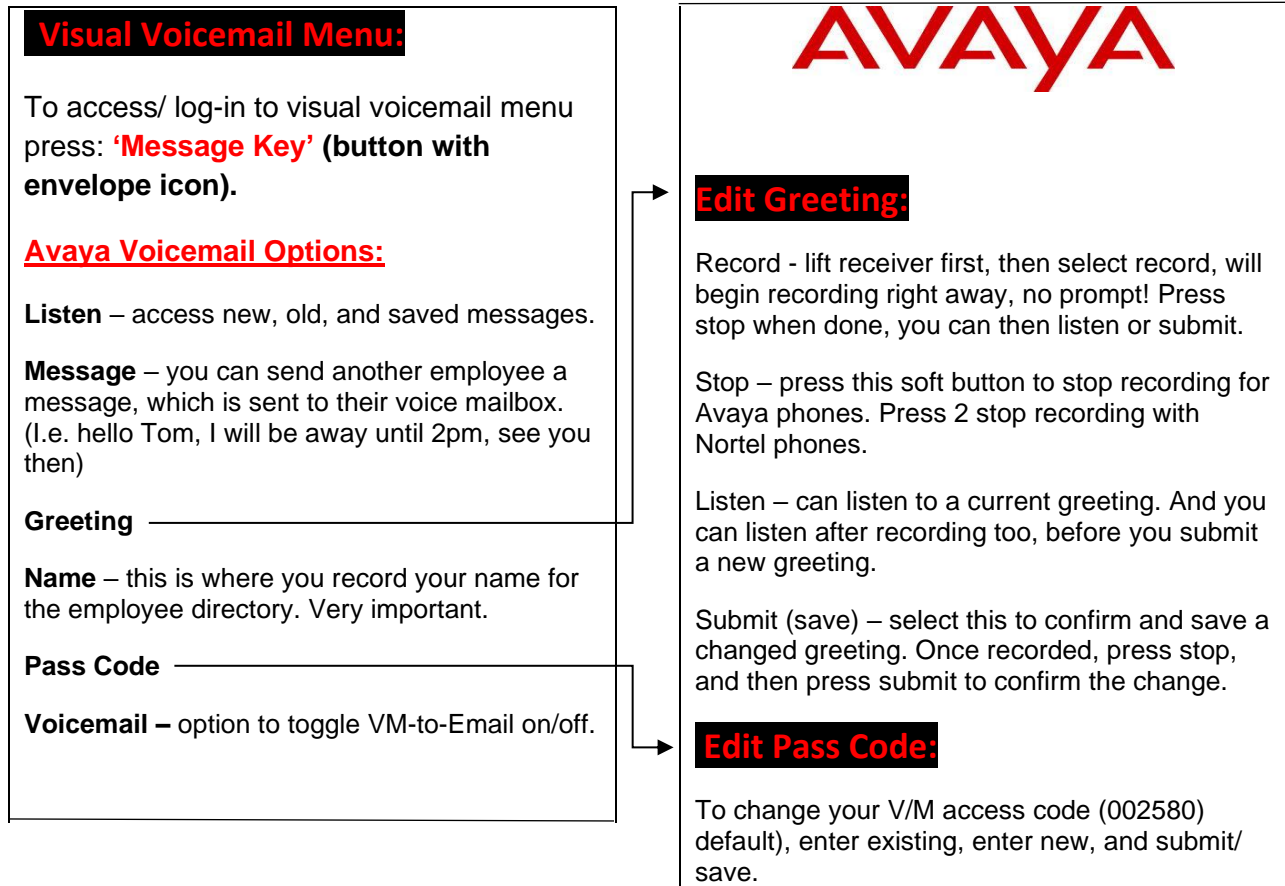 Visual Voicemail Menu:
To access/ log-in to visual voicemail menu
press: ‘Message Key’ (button with
envelope icon).
Avaya Voicemail Options:
Listen – access new, old, and saved messages.
Message – you can send another employee a
message, which is sent to their voice mailbox.
(I.e. hello Tom, I will be away until 2pm, see you
then)
Greeting
Name – this is where you record your name for
the employee directory. Very important.
Pass Code
Voicemail – option to toggle VM-to-Email on/off.
AVAYA
Edit Greeting:
Record - lift receiver first, then select record, will
begin recording right away, no prompt! Press
stop when done, you can then listen or submit.
Stop – press this soft button to stop recording for
Avaya phones. Press 2 stop recording with
Nortel phones.
Listen – can listen to a current greeting. And you
can listen after recording too, before you submit
a new greeting.
Submit (save) – select this to confirm and save a
changed greeting. Once recorded, press stop,
and then press submit to confirm the change.
Edit Pass Code:
To change your V/M access code (002580)
default), enter existing, enter new, and submit/
save.